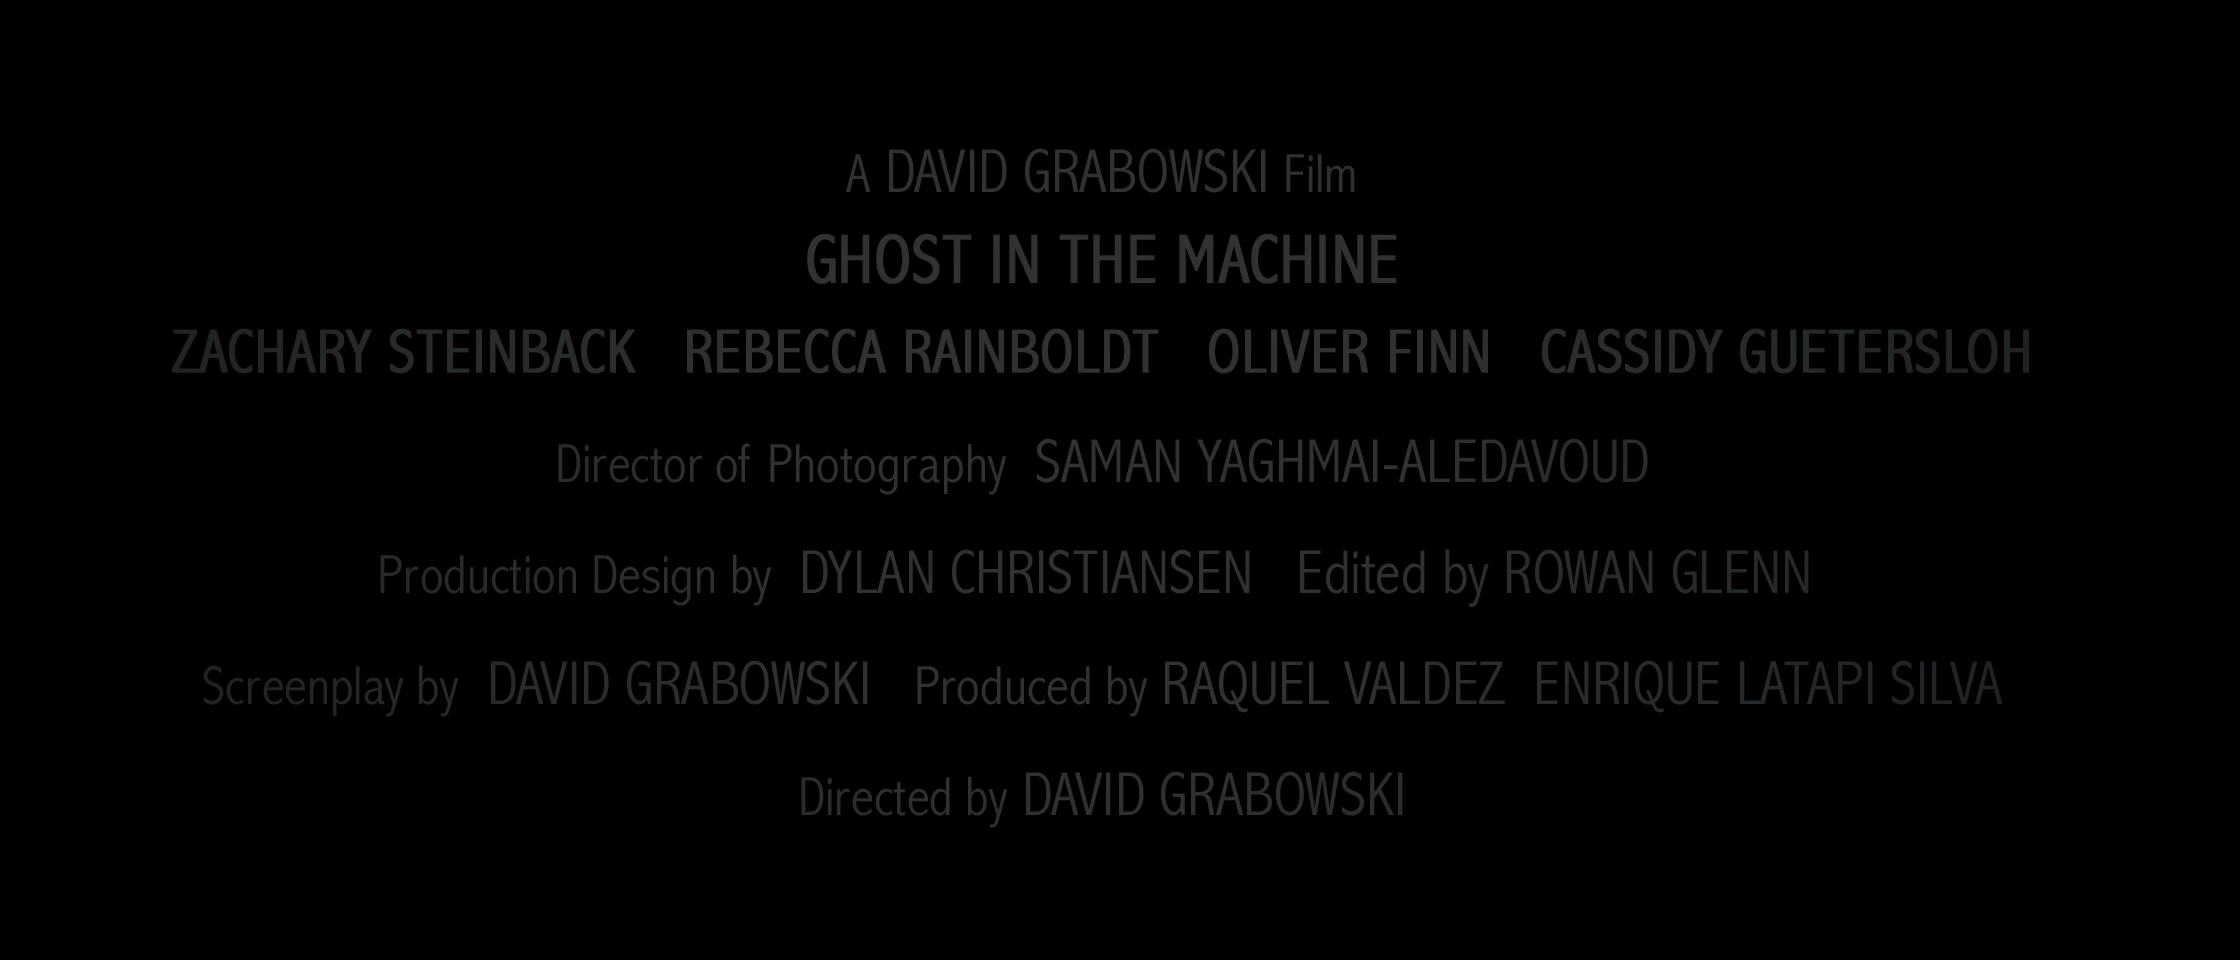 A DAVID GRABOWSKI Film
GHOST IN THE MACHINE
ZACHARY STEINBACK REBECCA RAINBOLDT OLIVER FINN CASSIDY GUETERSLOH
Director of Photography SAMAN YAGHMAI-ALEDAVOUD
Production Design by DYLAN CHRISTIANSEN Edited by ROWAN GLENN
Screenplay by DAVID GRABOWSKI Produced by RAQUEL VALDEZ ENRIQUE LATAPI SILVA
Directed by DAVID GRABOWSKI